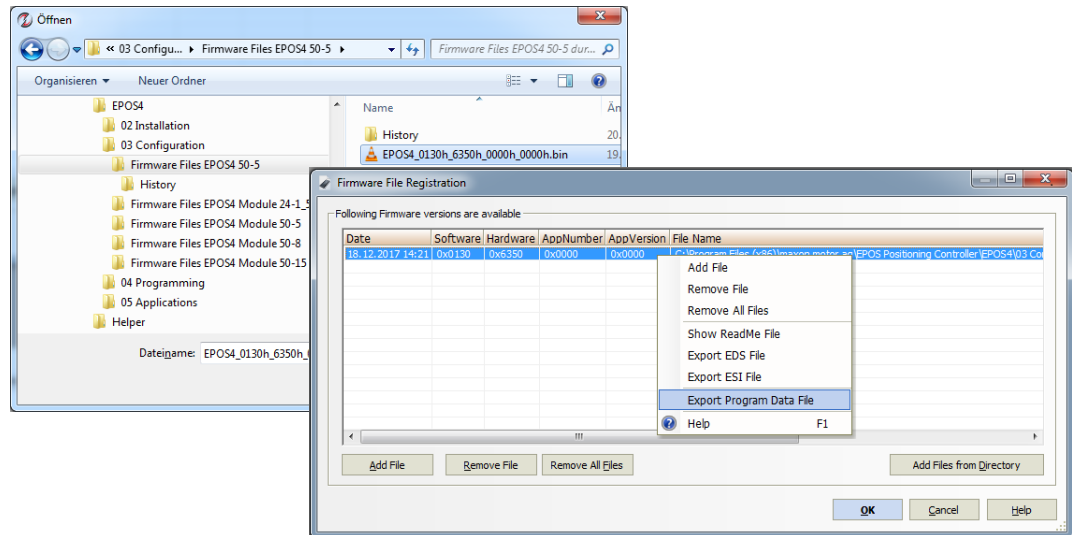 Öffnen
« 03 Configu... ▸ Firmware Files EPOS4 50-5 ▸
Firmware Files EPOS4 50-5 dur...
Organisieren Neuer Ordner
EPOS4
02 Installation
03 Configuration
Firmware Files EPOS4 50-5
History
Firmware Files EPOS4 Module 24-1_5
Firmware Files EPOS4 Module 50-5
Firmware Files EPOS4 Module 50-8
Firmware Files EPOS4 Module 50-15
04 Programming
05 Applications
Helper
Name Än
History 20.
EPOS4_0130h_6350h_0000h_0000h.bin 19.
Dateiname: EPOS4_0130h_6350h_
Firmware File Registration
Following Firmware versions are available
Date Software Hardware AppNumber AppVersion File Name
18.12.2017 14:21 0x0130 0x6350 0x0000 0x0000 C:\Program Files (x86)\maxon motor ag\EPOS Positioning Controller\EPOS4\03 Co
Add File
Remove File
Remove All Files
Show ReadMe File
Export EDS File
Export ESI File
Export Program Data File
Help F1
Add File Remove File Remove All Files Add Files from Directory
OK Cancel Help